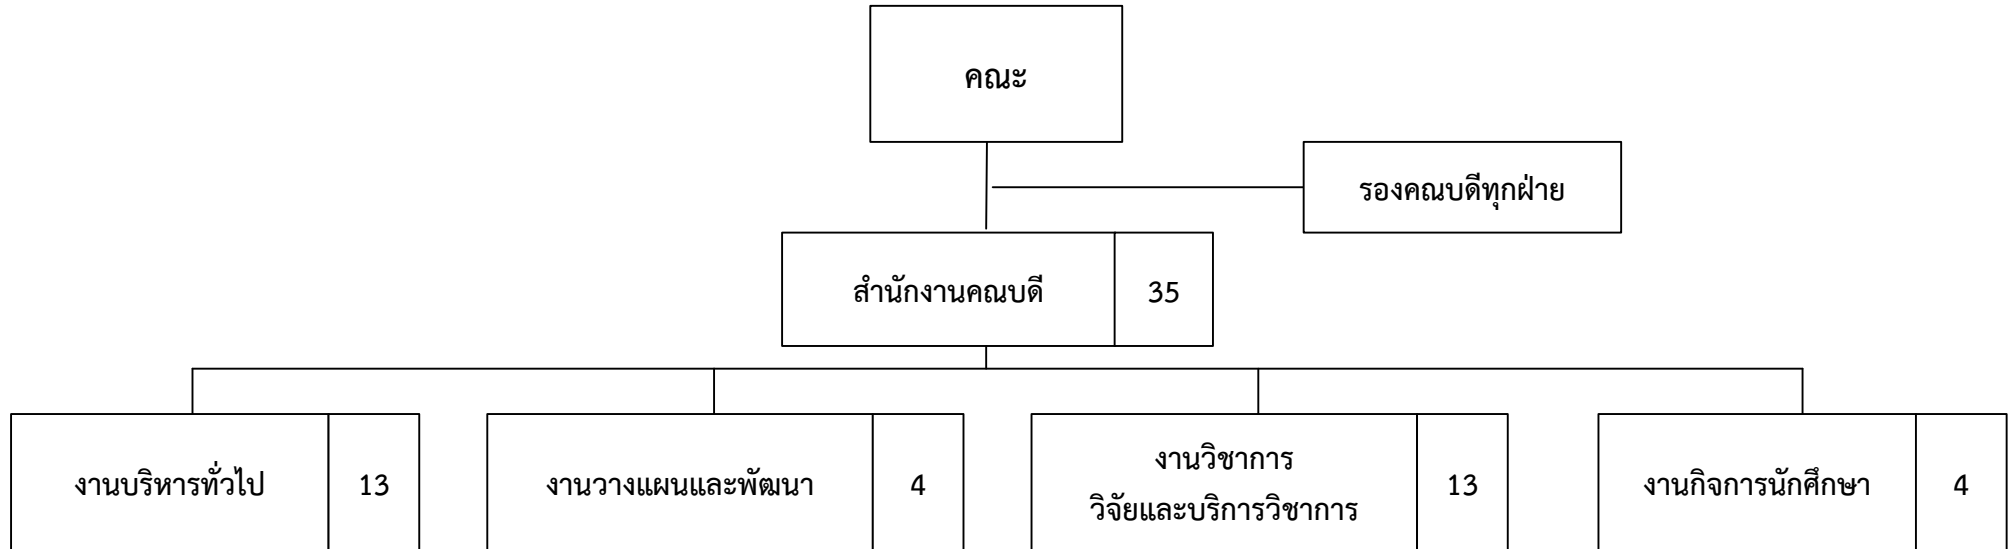 คณะ
รองคณบดีทุกฝ่าย
สำนักงานคณบดี 35
งานบริหารทั่วไป 13
งานวางแผนและพัฒนา 4
งานวิชาการ
วิจัยและบริการวิชาการ 13
งานกิจการนักศึกษา 4